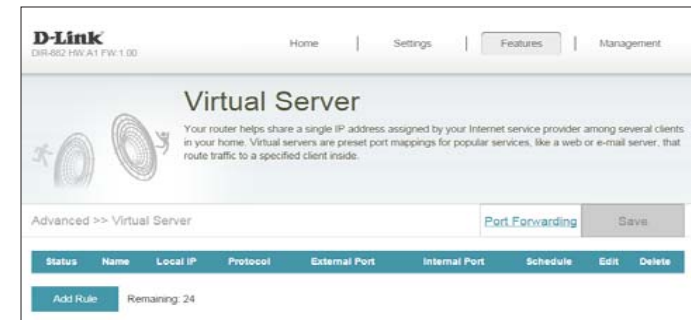 D-Link
DIR-882 HW:A1 FW:1.00
Home | Settings | Features | Management
Virtual Server
Your router helps share a single IP address assigned by your Internet service provider among several clients
in your home. Virtual servers are preset port mappings for popular services, like a web or e-mail server, that
route traffic to a specified client inside.
Advanced >> Virtual Server
Port Forwarding
Save
Status Name Local IP Protocol External Port Internal Port Schedule Edit Delete
Add Rule
Remaining: 24